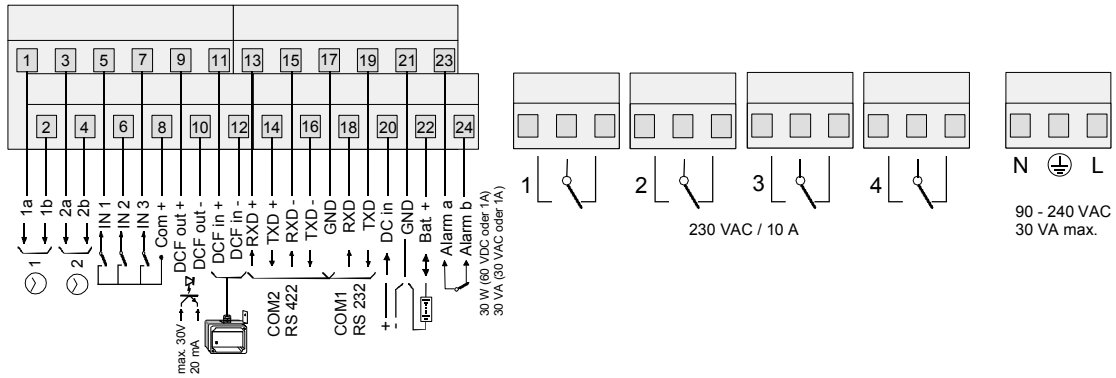 1 3 5 7 9 11 13 15 17 19 21 23
2 4 6 8 10 12 14 16 18 20 22 24
1a
1b
2a
2b
IN 1
IN 2
IN 3
Com +
DCF out +
DCF out -
DCF in +
DCF in -
RXD +
TXD +
RXD -
TXD -
GND
RXD
TXD
DC in
GND
Bat. +
Alarm a
Alarm b
30 W (60 VDC oder 1A)
30 VA (30 VAC oder 1A)
1
2
max. 30V
20 mA
COM2
RS 422
COM1
RS 232
+
-
1 2 3 4
230 VAC / 10 A
N L
90 - 240 VAC
30 VA max.